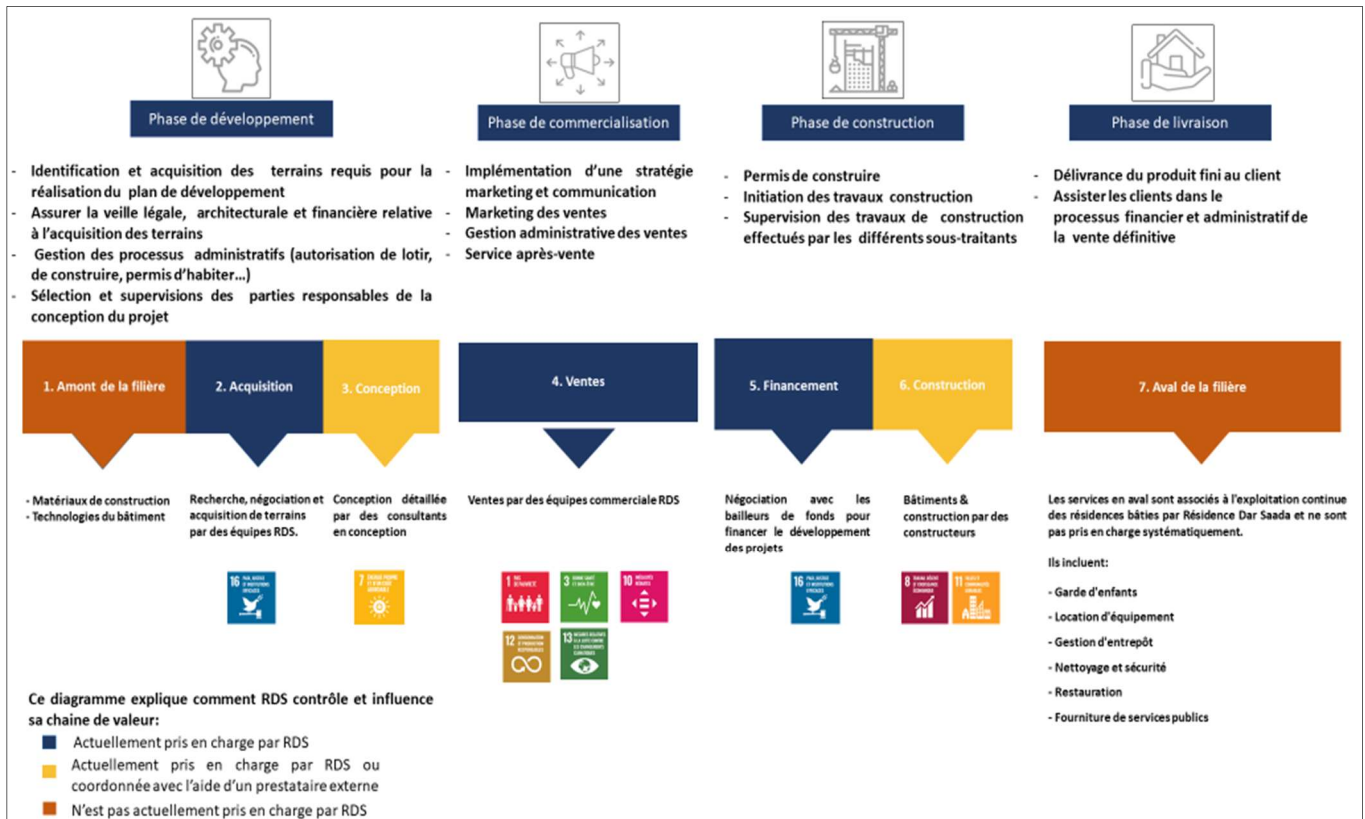 Phase de développement
- Identification et acquisition des terrains requis pour la
réalisation du plan de développement
- Assurer la veille légale, architecturale et financière relative
à l'acquisition des terrains
- Gestion des processus administratifs (autorisation de lotir,
de construire, permis d'habiter…)
- Sélection et supervisions des parties responsables de la
conception du projet
Phase de commercialisation
- Implémentation d'une stratégie
marketing et communication
- Marketing des ventes
- Gestion administrative des ventes
- Service après-vente
Phase de construction
- Permis de construire
- Initiation des travaux construction
- Supervision des travaux de construction
effectués par les différents sous-traitants
Phase de livraison
- Délivrance du produit fini au client
- Assister les clients dans le
processus financier et administratif de
la vente définitive
1. Amont de la filière
2. Acquisition
3. Conception
4. Ventes
5. Financement
6. Construction
7. Aval de la filière
- Matériaux de construction
- Technologies du bâtiment
Recherche, négociation et
acquisition de terrains
par des équipes RDS.
16
Conception détaillée
par des consultants
en conception
7
Ventes par des équipes commerciale RDS
1
3
10
12
13
Négociation avec les
bailleurs de fonds pour
financer le développement
des projets
16
Bâtiments &
construction par des
constructeurs
8
11
Les services en aval sont associés à l'exploitation continue
des résidences bâties par Résidence Dar Saada et ne sont
pas pris en charge systématiquement.
Ils incluent:
- Garde d'enfants
- Location d'équipement
- Gestion d'entrepôt
- Nettoyage et sécurité
- Restauration
- Fourniture de services publics
Ce diagramme explique comment RDS contrôle et influence
sa chaine de valeur:
Actuellement pris en charge par RDS
Actuellement pris en charge par RDS ou
coordonnée avec l'aide d'un prestataire externe
N'est pas actuellement pris en charge par RDS